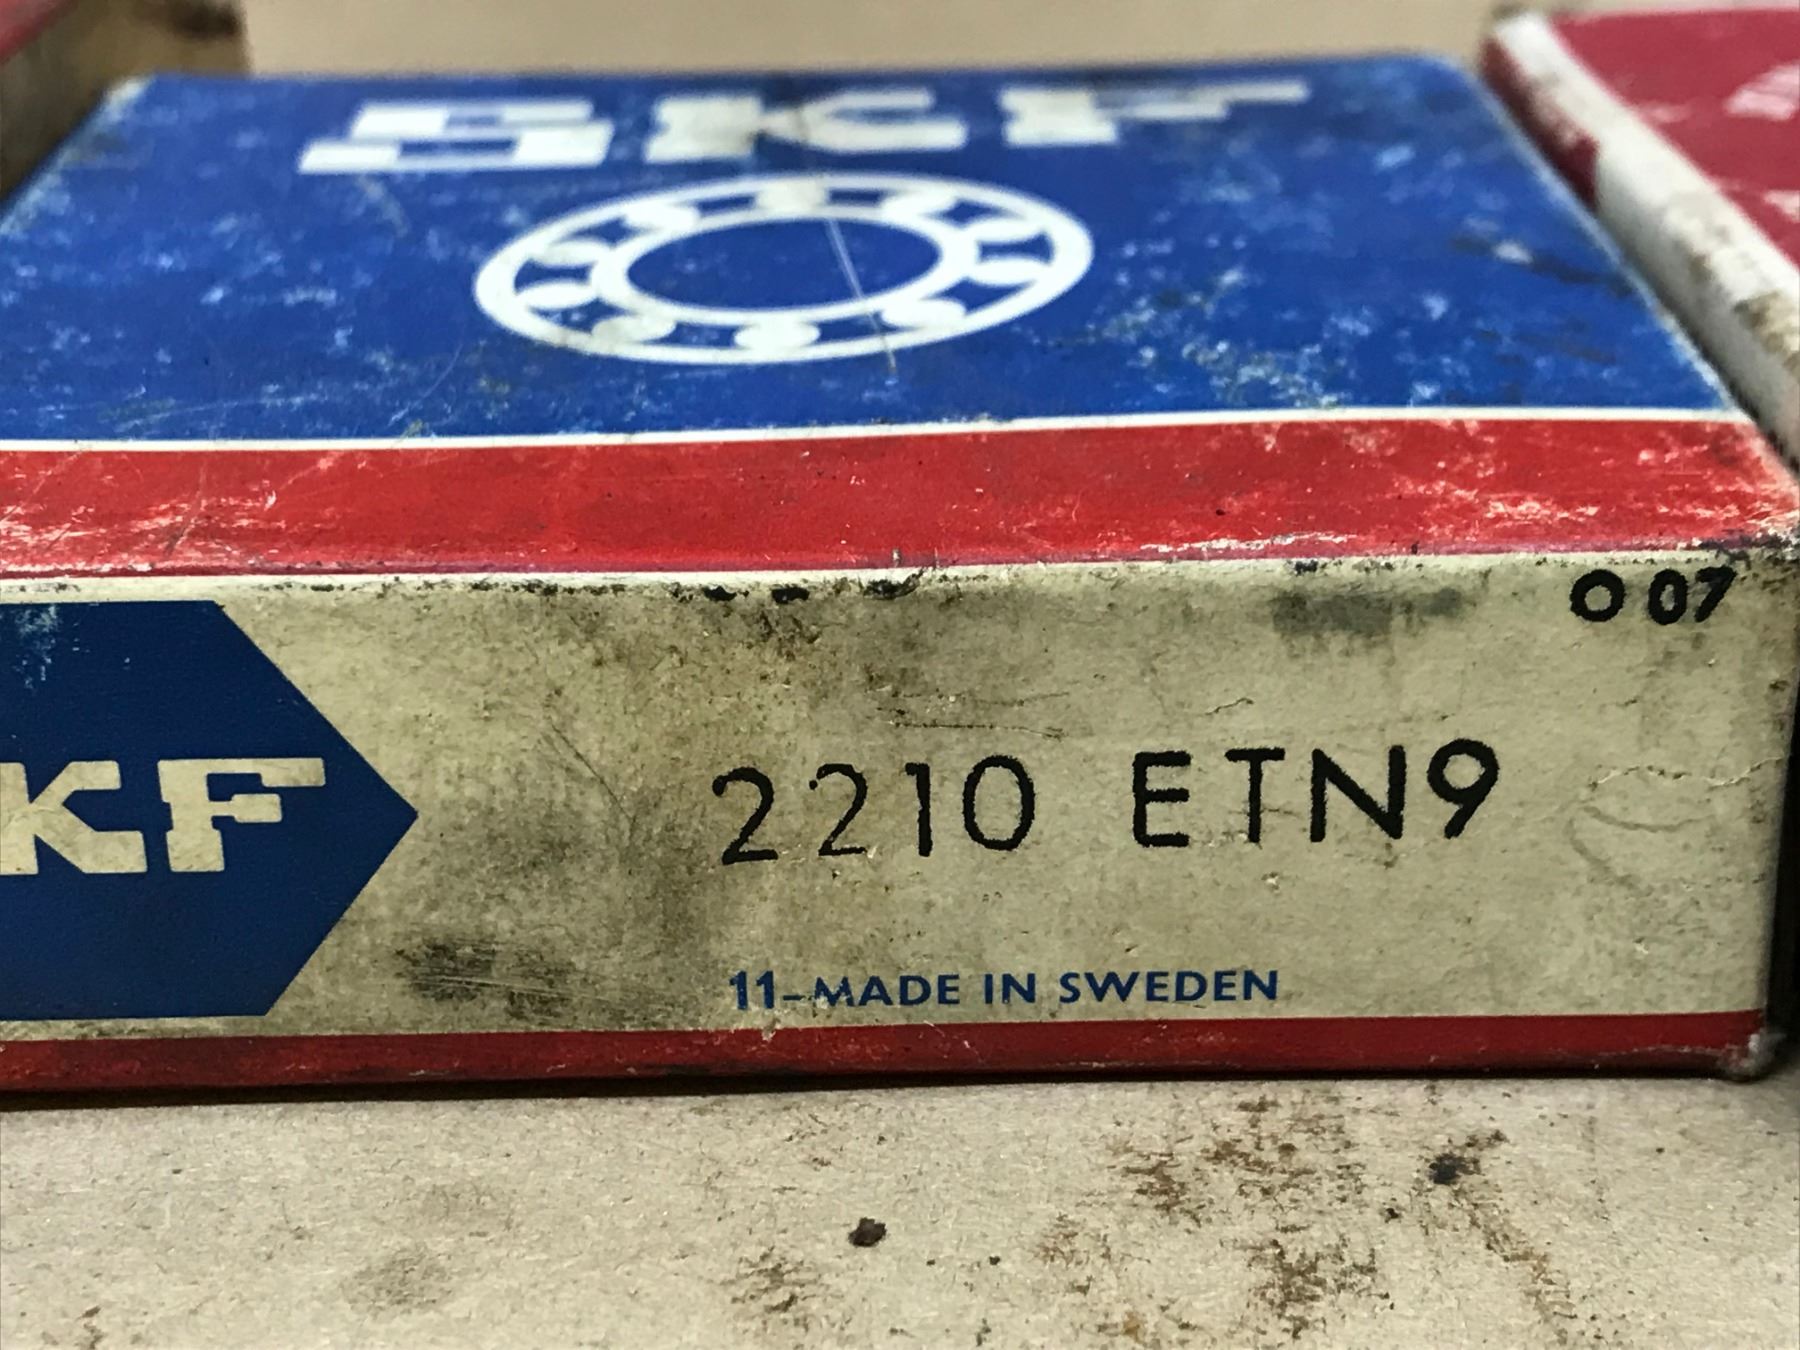 SKF
O 07
KF
2210 ETN9
11-MADE IN SWEDEN